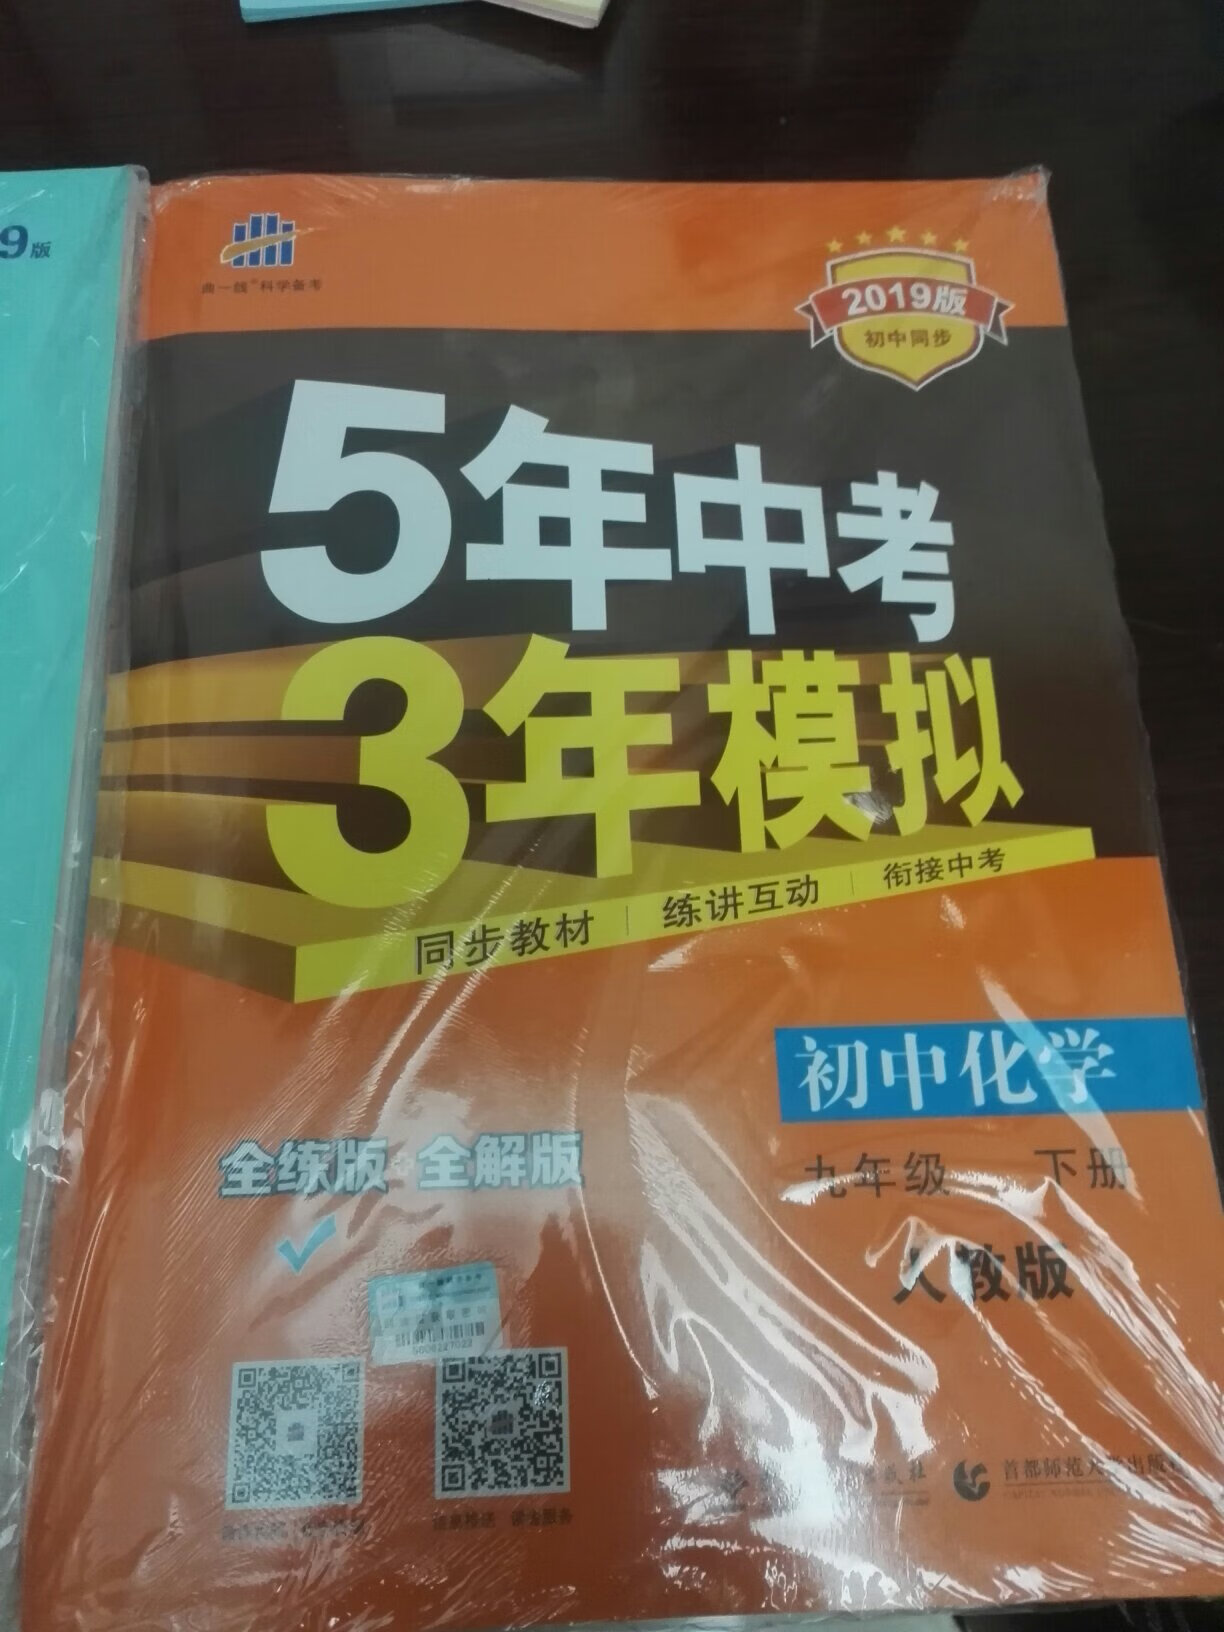 9版
曲一线 科学备考
2019版
初中同步
5年中考
3年模拟
同步教材 | 练讲互动 | 衔接中考
初中化学
全练版+全解版
九年级 下册
人教版
首都师范大学出版社